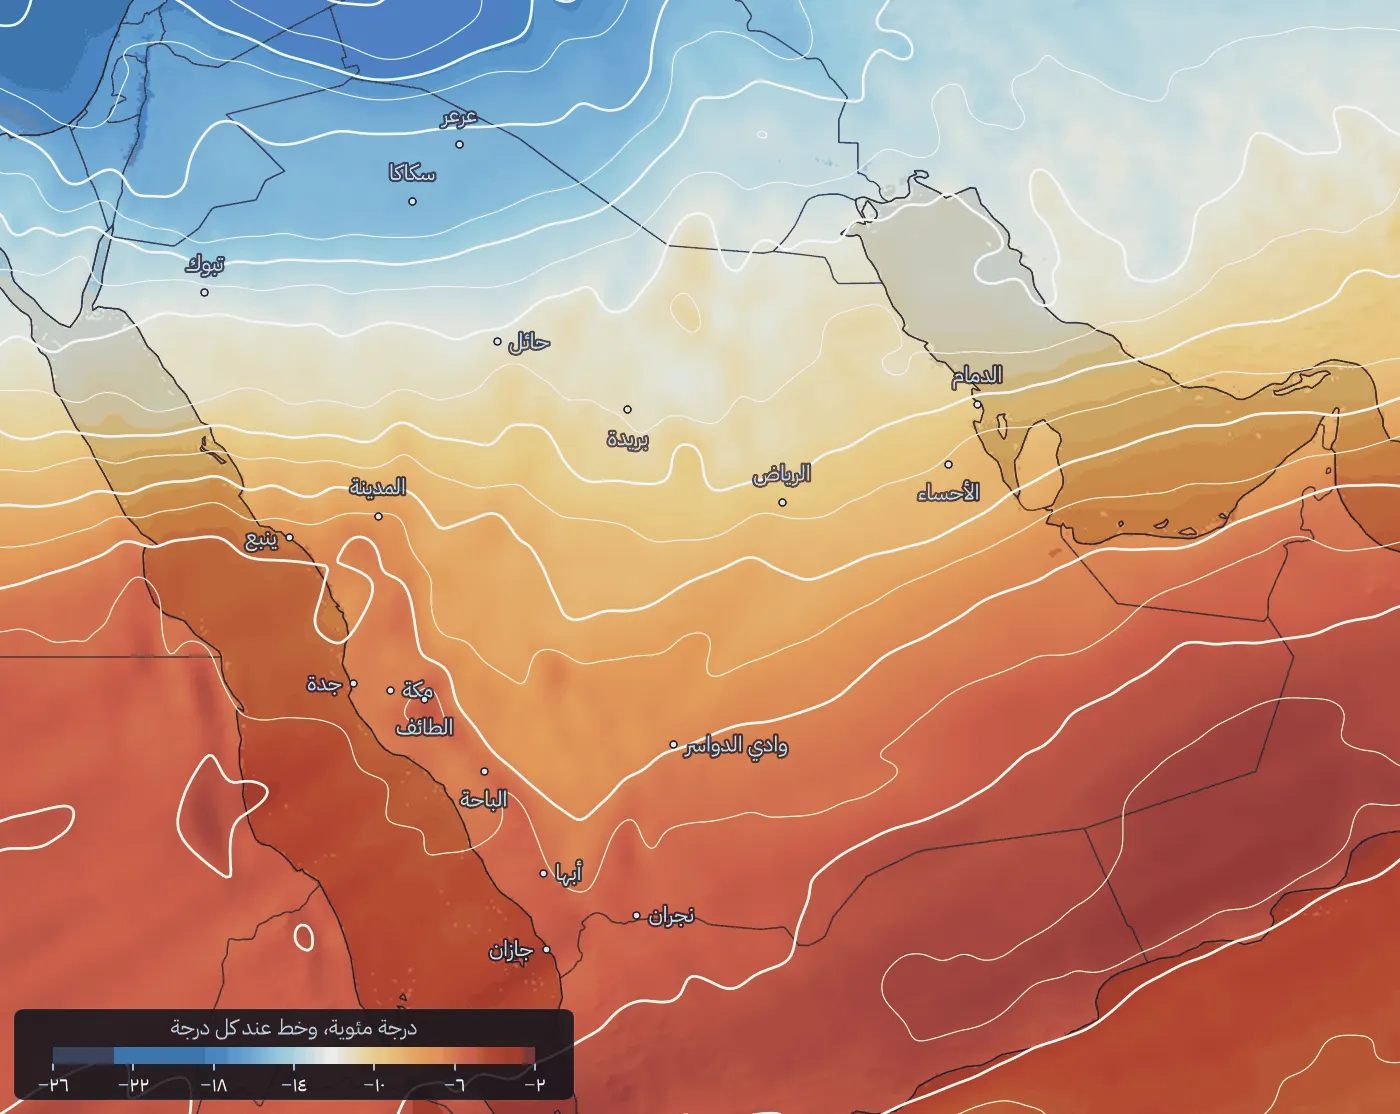 عرعر
سكاكا
تبوك
حائل
الدمام
بريدة
الرياض
الأحساء
المدينة
ينبع
جدة
مكة
الطائف
وادي الدواسر
الباحة
أبها
نجران
جازان
درجة مئوية، وخط عند كل درجة
−٢٦ −٢٢ −١٨ −١٤ −١٠ −٦ −٢